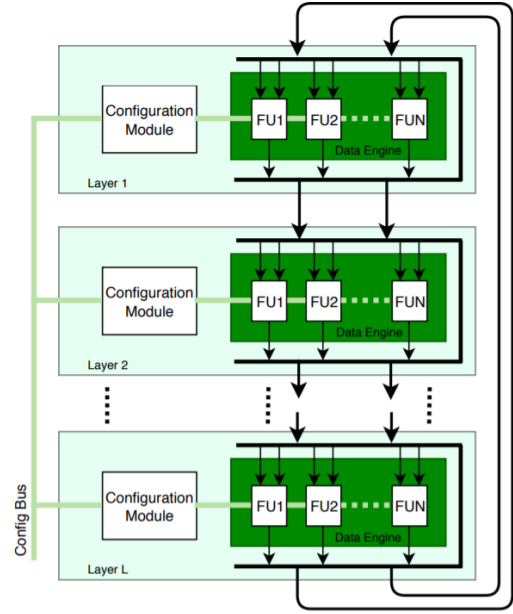 Configuration
Module
FU1
FU2
FUN
Data Engine
Layer 1
Configuration
Module
FU1
FU2
FUN
Data Engine
Layer 2
Configuration
Module
FU1
FU2
FUN
Data Engine
Layer L
Config Bus